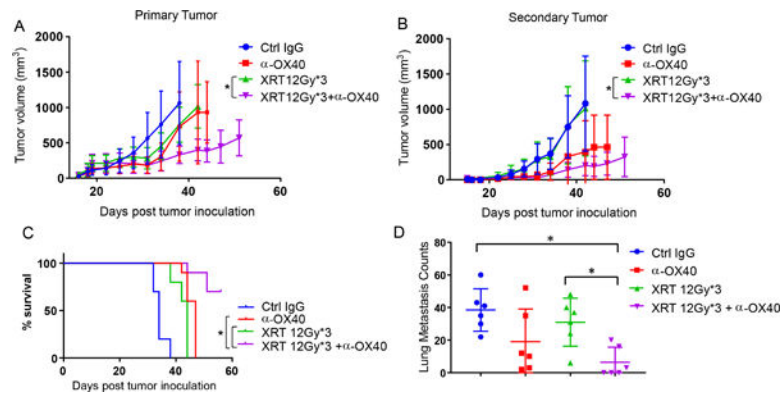 A
Primary Tumor
Tumor volume (mm³)
2000
1500
1000
500
0
20
40
60
Days post tumor inoculation
Ctrl IgG
α-OX40
XRT12Gy*3
XRT12Gy*3+α-OX40
*
B
Secondary Tumor
Tumor volume (mm³)
2000
1500
1000
500
0
20
40
60
Days post tumor inoculation
Ctrl IgG
α-OX40
XRT12Gy*3
XRT12Gy*3+α-OX40
*
C
% survival
100
50
0
0
20
40
60
Days post tumor inoculation
Ctrl IgG
α-OX40
XRT 12Gy*3
XRT 12Gy*3 +α-OX40
*
D
Lung Metastasis Counts
80
60
40
20
0
*
*
Ctrl IgG
α-OX40
XRT 12Gy*3
XRT 12Gy*3 + α-OX40